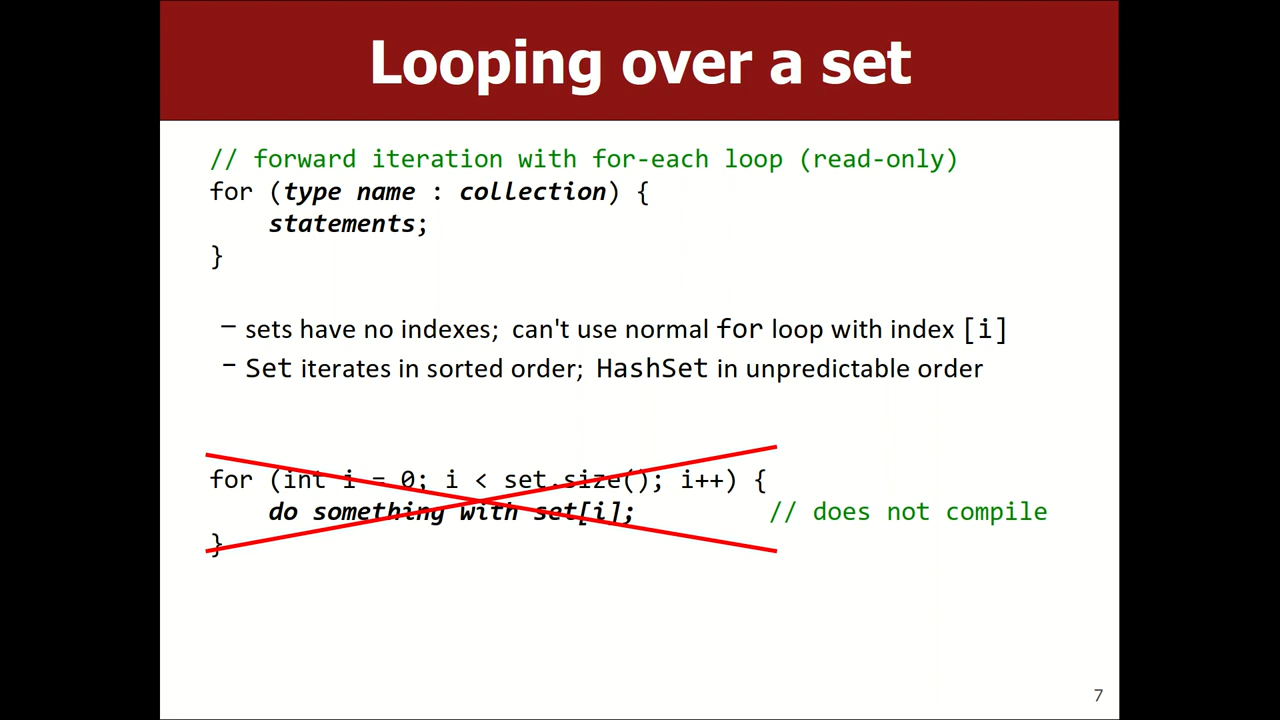 Looping over a set
// forward iteration with for-each loop (read-only)
for (type name : collection) {
    statements;
}
– sets have no indexes;  can't use normal for loop with index [i]
– Set iterates in sorted order;  HashSet in unpredictable order
for (int i = 0; i < set.size(); i++) {
    do something with set[i];         // does not compile
}
7